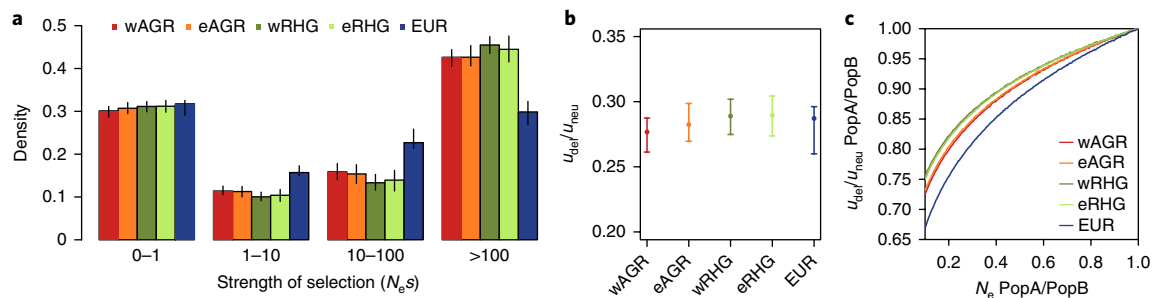 a
wAGR eAGR wRHG eRHG EUR
Density
0.5
0.4
0.3
0.2
0.1
0
0–1 1–10 10–100 >100
Strength of selection (Nes)
b
udel/uneu
0.35
0.30
0.25
0.20
wAGR eAGR wRHG eRHG EUR
c
udel/uneu PopA/PopB
1.00
0.95
0.90
0.85
0.80
0.75
0.70
0.65
wAGR
eAGR
wRHG
eRHG
EUR
0.2 0.4 0.6 0.8 1.0
Ne PopA/PopB